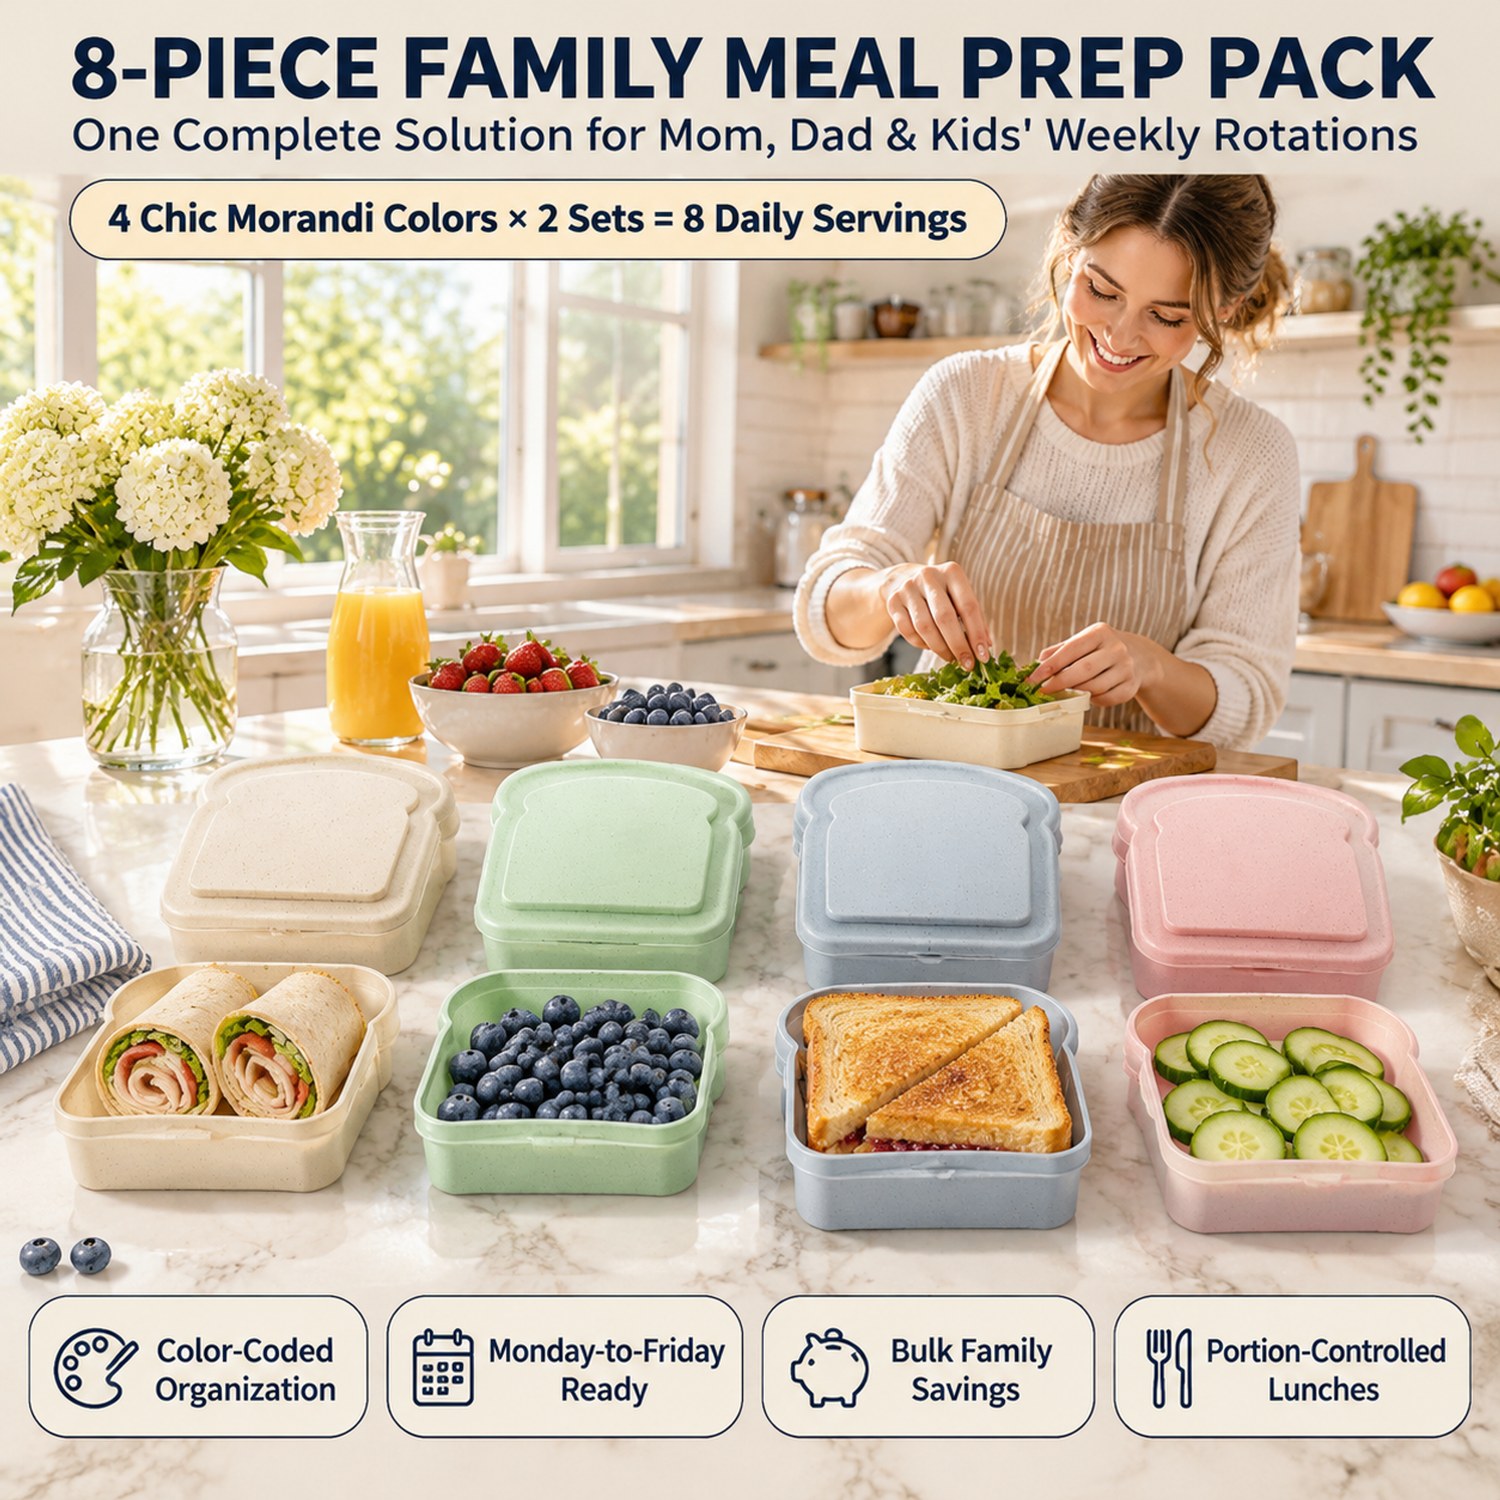 8-PIECE FAMILY MEAL PREP PACK
One Complete Solution for Mom, Dad & Kids' Weekly Rotations
4 Chic Morandi Colors × 2 Sets = 8 Daily Servings
Color-Coded
Organization
Monday-to-Friday
Ready
Bulk Family
Savings
Portion-Controlled
Lunches